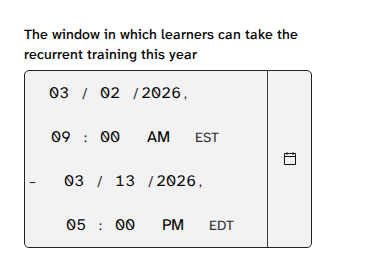 The window in which learners can take the
recurrent training this year
03 / 02 /2026,
09 : 00 AM EST
– 03 / 13 /2026,
05 : 00 PM EDT